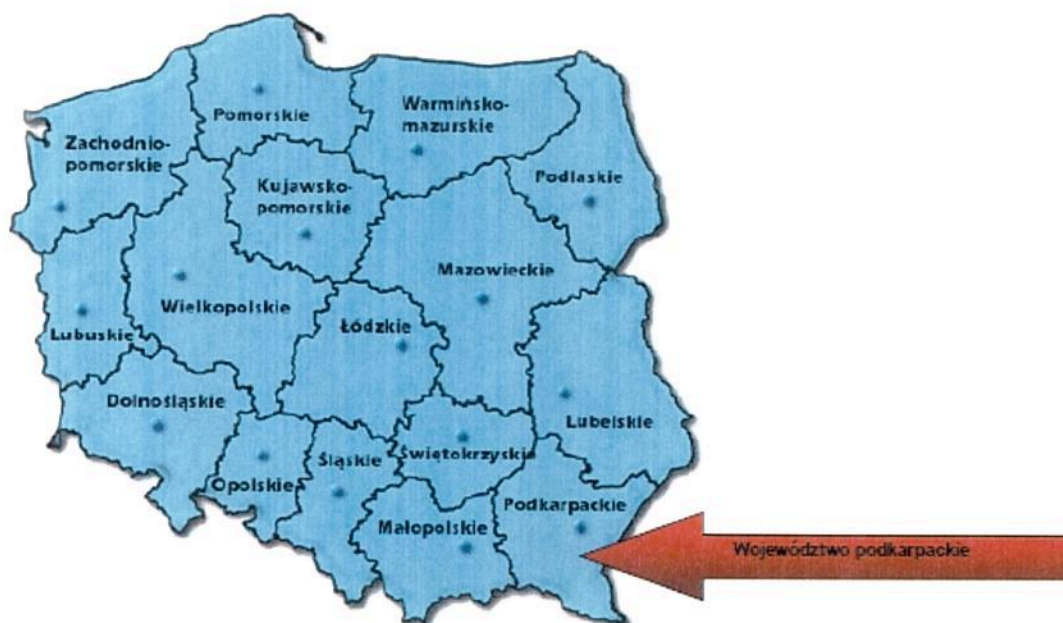 Pomorskie
Warmińsko-
mazurskie
Zachodnio-
pomorskie
Kujawsko-
pomorskie
Podlaskie
Mazowieckie
Wielkopolskie
Łódzkie
Lubuskie
Dolnośląskie
Lubelskie
Świętokrzyskie
Śląskie
Opolskie
Podkarpackie
Małopolskie
Województwo podkarpackie